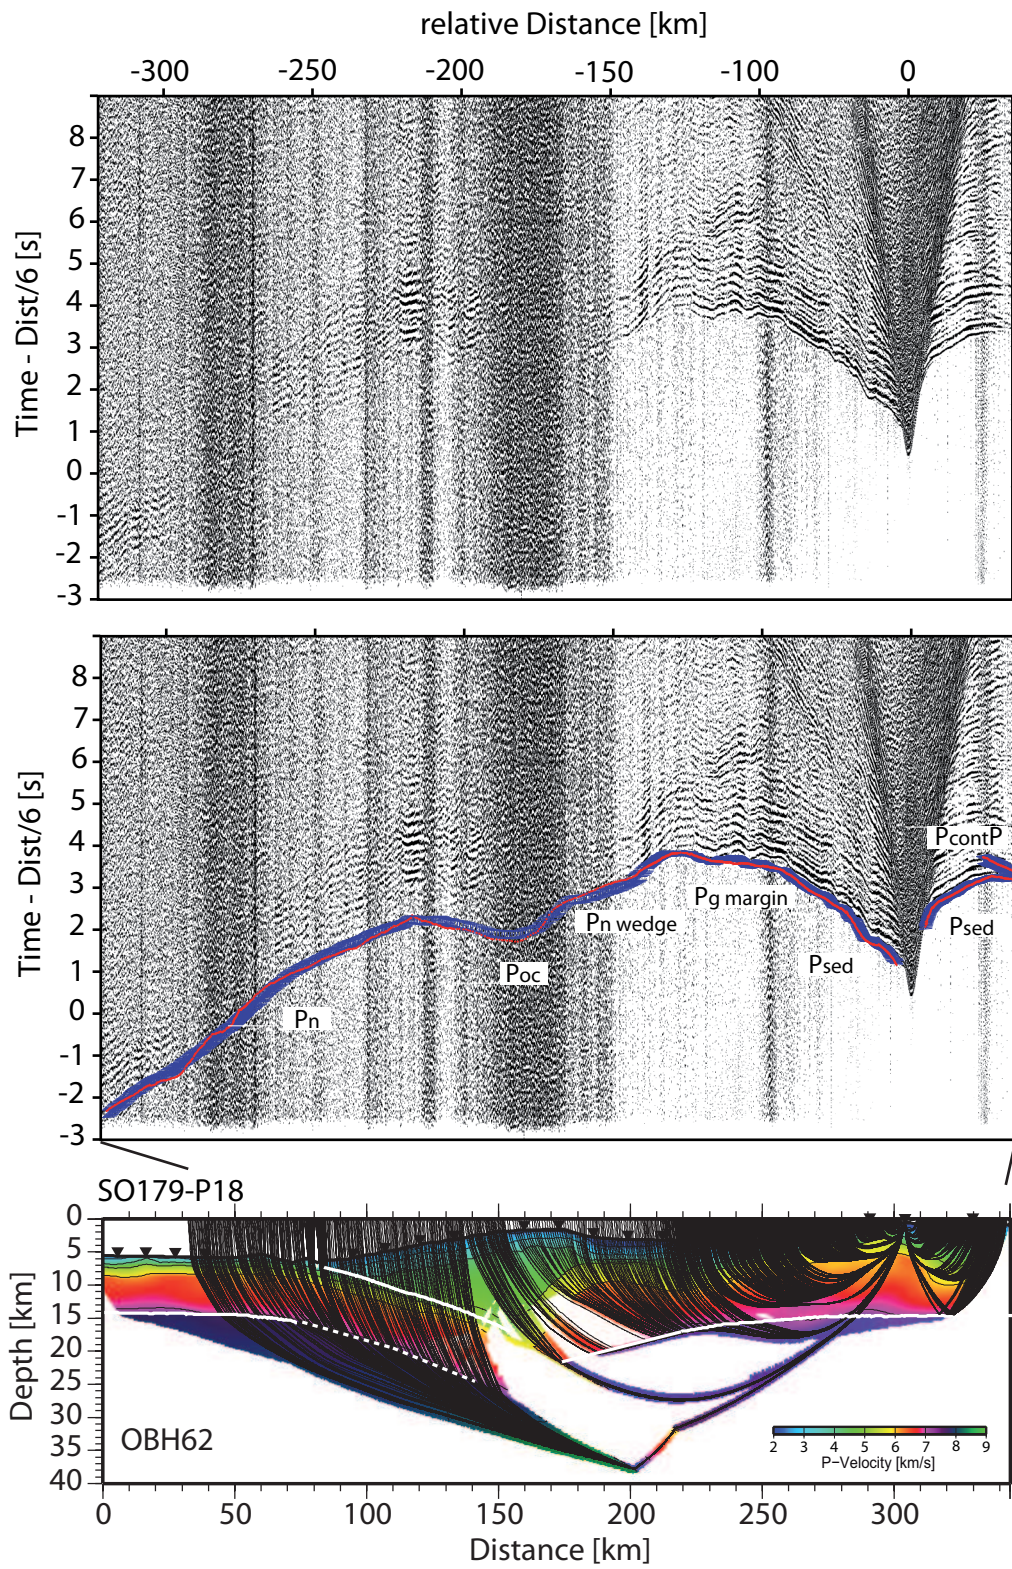 relative Distance [km]
-300 -250 -200 -150 -100 0
Time - Dist/6 [s]
8
7
6
5
4
3
2
1
0
-1
-2
-3
Time - Dist/6 [s]
8
7
6
5
4
3
2
1
0
-1
-2
-3
PcontP
Pg margin
Pn wedge
Psed
Psed
Poc
Pn
SO179-P18
Depth [km]
0
5
10
15
20
25
30
35
40
OBH62
2 3 4 5 6 7 8 9
P-Velocity [km/s]
0 50 100 150 200 250 300
Distance [km]